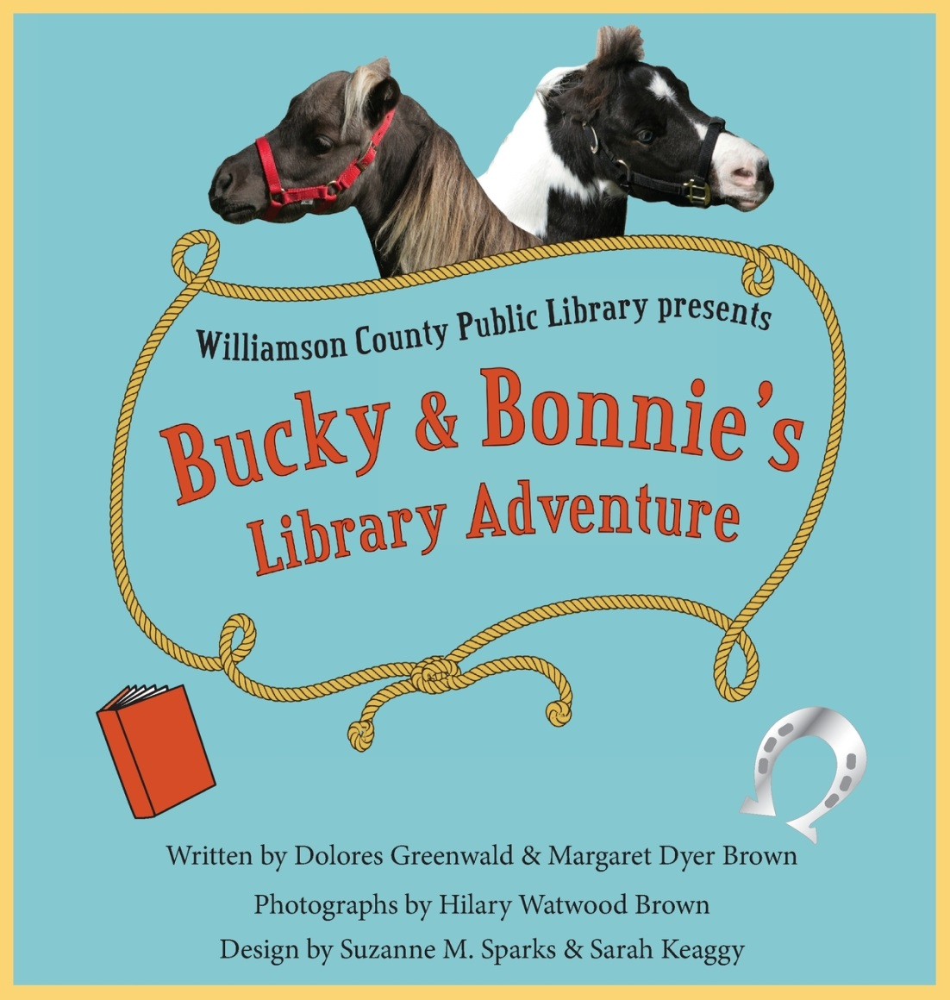 Williamson County Public Library presents
Bucky & Bonnie's
Library Adventure
Written by Dolores Greenwald & Margaret Dyer Brown
Photographs by Hilary Watwood Brown
Design by Suzanne M. Sparks & Sarah Keaggy